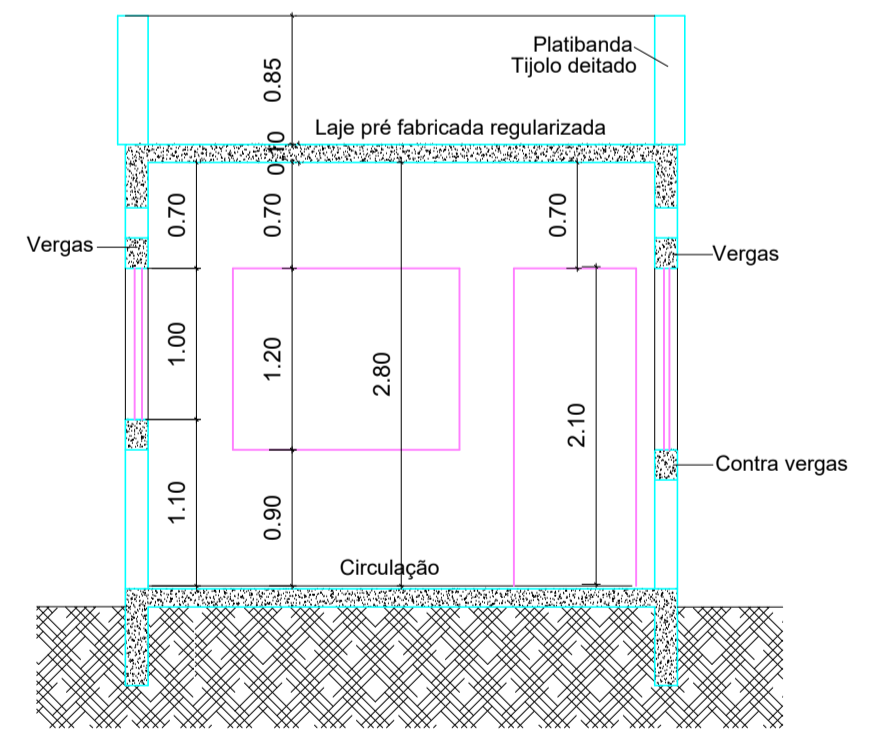 Platibanda
Tijolo deitado
0.85
Laje pré fabricada regularizada
0.10
0.70
0.70
0.70
Vergas
Vergas
1.00
1.20
2.80
2.10
Contra vergas
1.10
0.90
Circulação